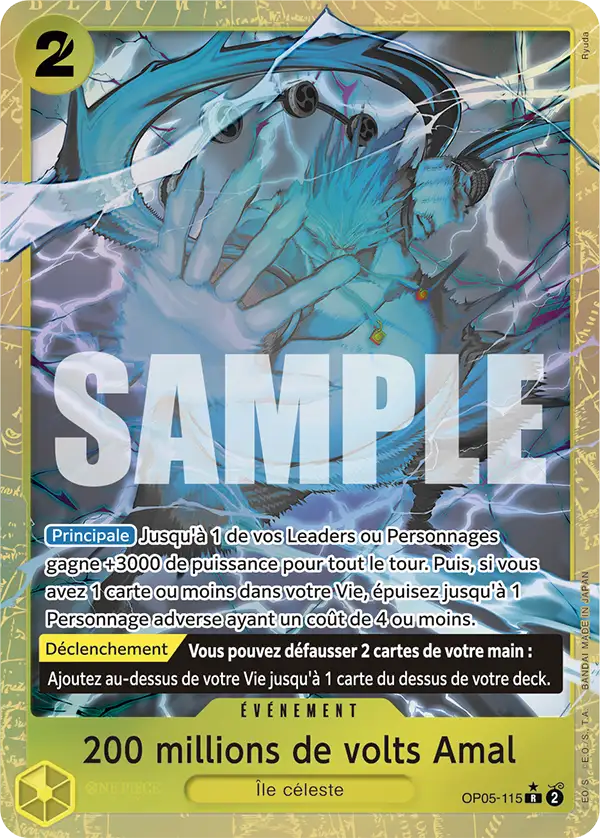 2
Ryuda
SAMPLE
Principale Jusqu'à 1 de vos Leaders ou Personnages
gagne +3000 de puissance pour tout le tour. Puis, si vous
avez 1 carte ou moins dans votre Vie, épuisez jusqu'à 1
Personnage adverse ayant un coût de 4 ou moins.
Déclenchement Vous pouvez défausser 2 cartes de votre main :
Ajoutez au-dessus de votre Vie jusqu'à 1 carte du dessus de votre deck.
©E.O./S. ©E.O./S., T.A. BANDAI MADE IN JAPAN
ÉVÉNEMENT
200 millions de volts Amal
Île céleste
ONE PIECE
OP05-115 R 2